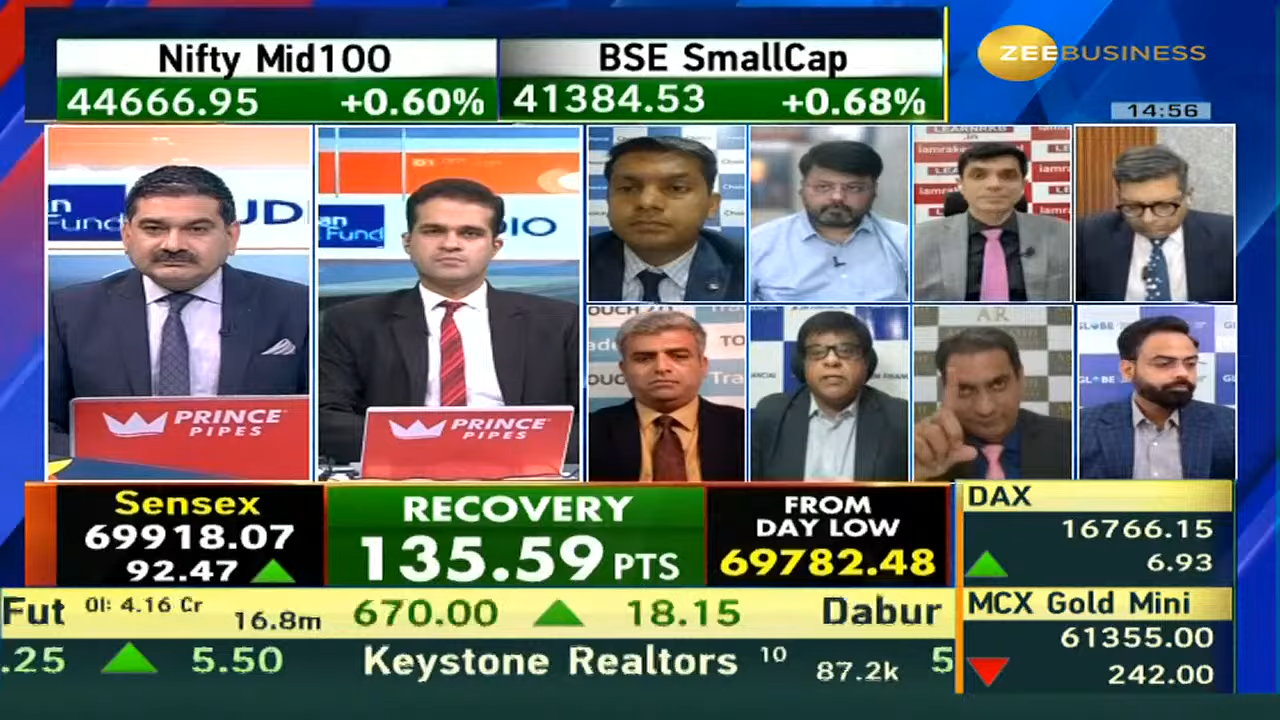 Nifty Mid100
44666.95 +0.60%
BSE SmallCap
41384.53 +0.68%
ZEEBUSINESS
14:56
PRINCE
PIPES
PRINCE
PIPES
AR
GLOBE
Sensex
69918.07
92.47
RECOVERY
135.59 PTS
FROM
DAY LOW
69782.48
DAX
16766.15
6.93
MCX Gold Mini
61355.00
242.00
Fut OI: 4.16 Cr 16.8m 670.00 18.15 Dabur
.25 5.50 Keystone Realtors 10 87.2k 5